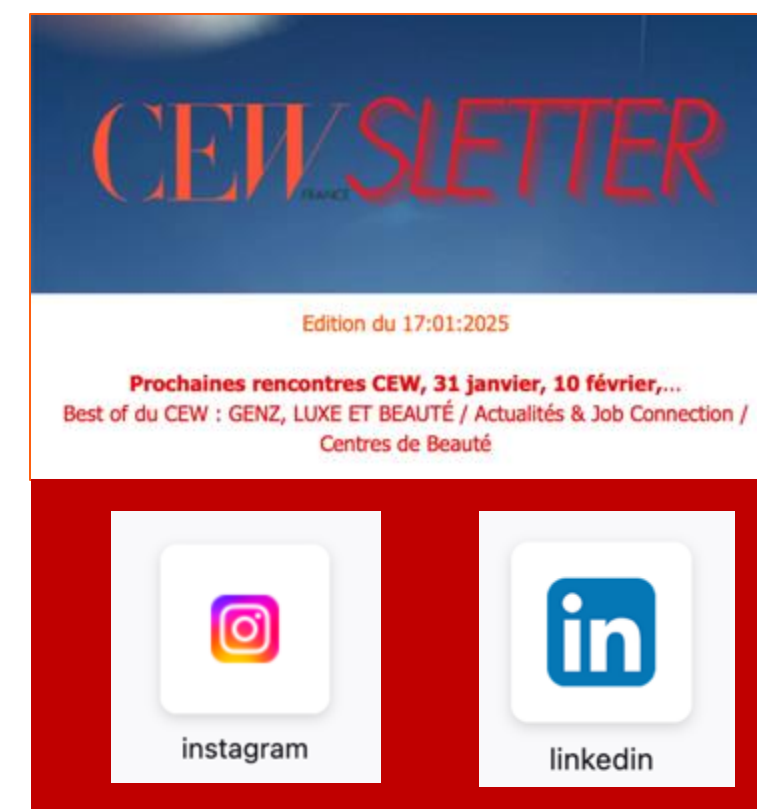 CEW SLETTER
FRANCE
Edition du 17:01:2025
Prochaines rencontres CEW, 31 janvier, 10 février,...
Best of du CEW : GENZ, LUXE ET BEAUTÉ / Actualités & Job Connection /
Centres de Beauté
in
instagram
linkedin